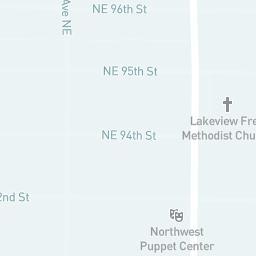 NE 96th St
Ave NE
NE 95th St
Lakeview Fre
Methodist Chu
NE 94th St
2nd St
Northwest
Puppet Center